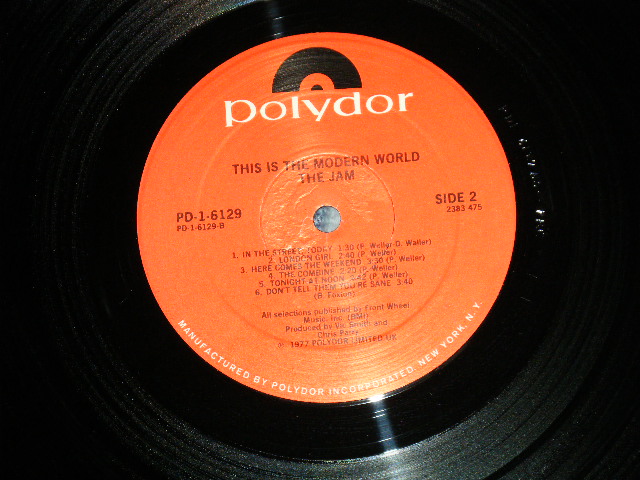 polydor
THIS IS THE MODERN WORLD
THE JAM
PD-1-6129
PD-1-6129-B
SIDE 2
2383 475
1. IN THE STREET TODAY 1:30 (P. Weller-D. Waller)
2. LONDON GIRL 2:40 (P. Weller)
3. HERE COMES THE WEEKEND 3:30 (P. Weller)
4. THE COMBINE 2:20 (P. Weller)
5. TONIGHT AT NOON 2:42 (P. Weller)
6. DON'T TELL THEM YOU'RE SANE 3:40
(B. Foxton)
All selections published by Front Wheel
Music, Inc. (BMI)
Produced by Vic Smith and
Chris Parry
℗ 1977 POLYDOR LIMITED UK
MANUFACTURED BY POLYDOR INCORPORATED, NEW YORK, N.Y.